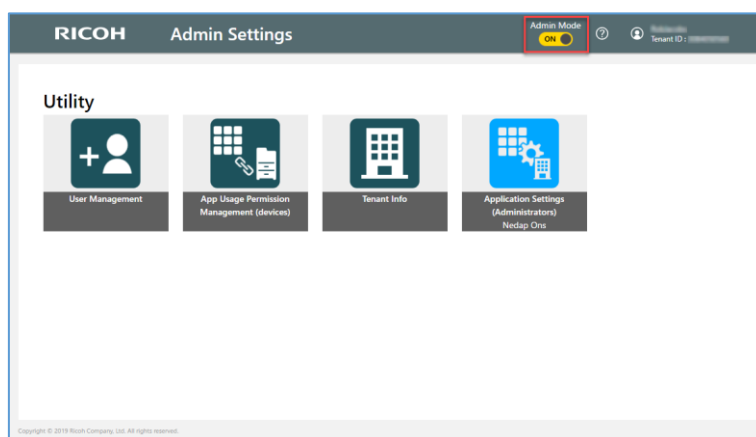 RICOH Admin Settings
Admin Mode
ON
?
Tenant ID :
Utility
User Management
App Usage Permission
Management (devices)
Tenant Info
Application Settings
(Administrators)
Nedap Ons
Copyright © 2019 Ricoh Company, Ltd. All rights reserved.